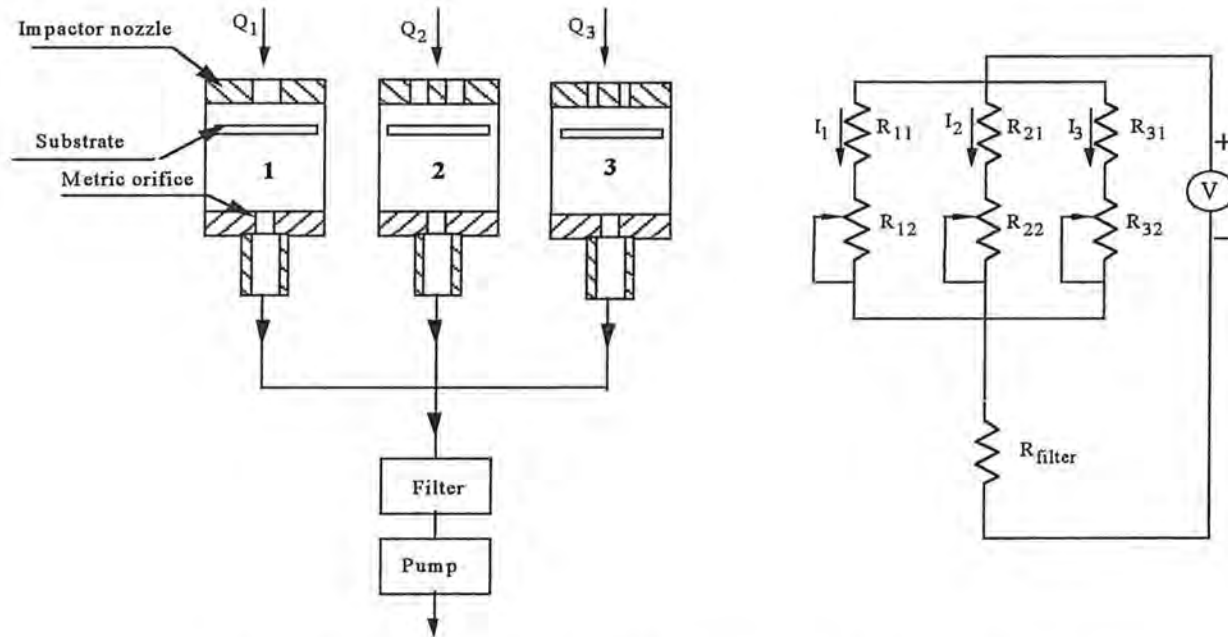 Impactor nozzle
Q1
Q2
Q3
Substrate
Metric orifice
1
2
3
Filter
Pump
I1
R11
I2
R21
I3
R31
+
V
R12
R22
R32
−
Rfilter